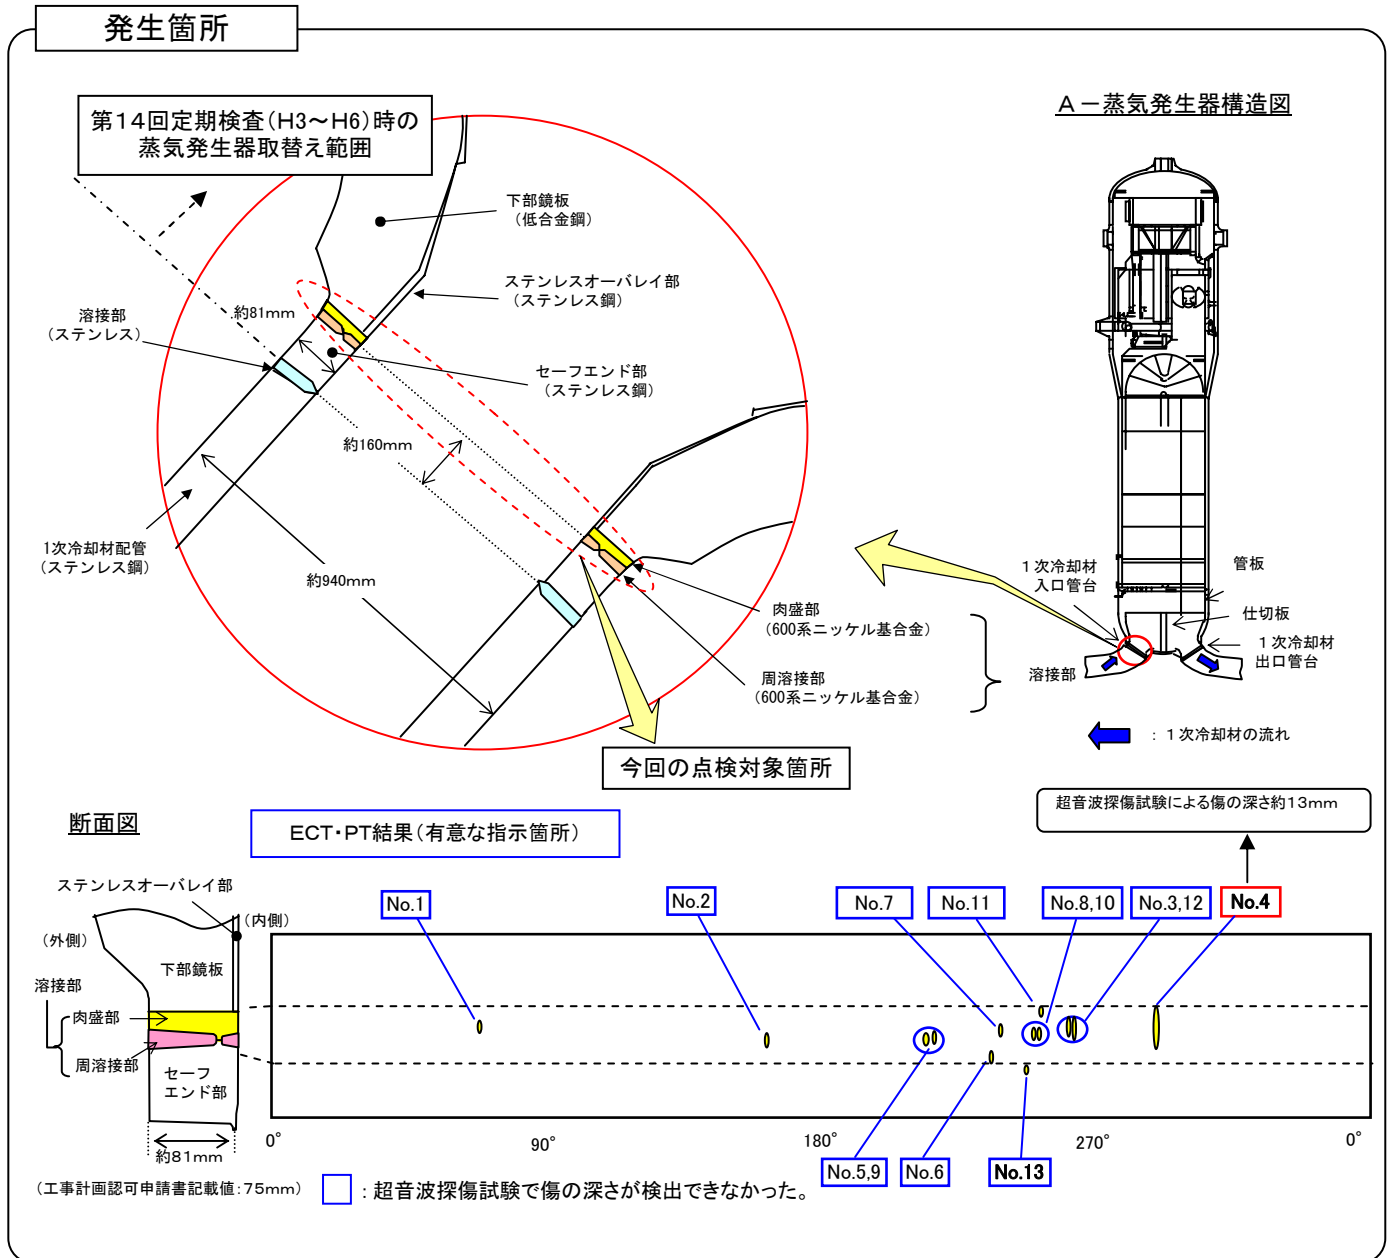 発生箇所
第14回定期検査(H3～H6)時の
蒸気発生器取替え範囲
A－蒸気発生器構造図
下部鏡板
(低合金鋼)
ステンレスオーバレイ部
(ステンレス鋼)
溶接部
(ステンレス)
約81mm
セーフエンド部
(ステンレス鋼)
約160mm
1次冷却材配管
(ステンレス鋼)
約940mm
肉盛部
(600系ニッケル基合金)
周溶接部
(600系ニッケル基合金)
溶接部
1次冷却材
入口管台
管板
仕切板
1次冷却材
出口管台
：1次冷却材の流れ
今回の点検対象箇所
超音波探傷試験による傷の深さ約13mm
断面図
ECT・PT結果(有意な指示箇所)
ステンレスオーバレイ部
(外側)
(内側)
下部鏡板
溶接部
肉盛部
周溶接部
セーフ
エンド部
約81mm
(工事計画認可申請書記載値：75mm)
No.1
No.2
No.7
No.11
No.8,10
No.3,12
No.4
No.5,9
No.6
No.13
0°
90°
180°
270°
0°
：超音波探傷試験で傷の深さが検出できなかった。